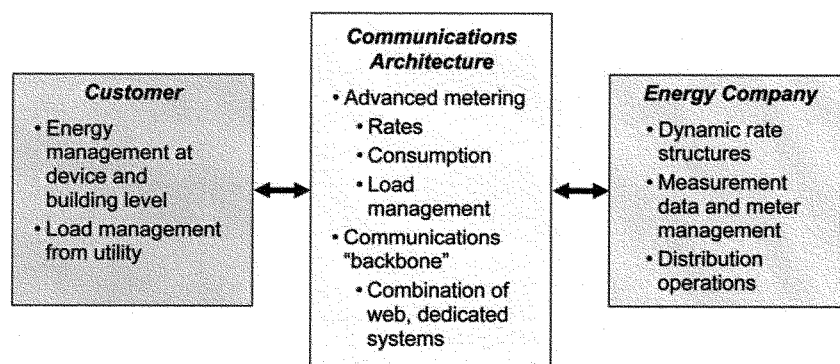 Customer
• Energy
management at
device and
building level
• Load management
from utility
Communications
Architecture
• Advanced metering
• Rates
• Consumption
• Load
management
• Communications
"backbone"
• Combination of
web, dedicated
systems
Energy Company
• Dynamic rate
structures
• Measurement
data and meter
management
• Distribution
operations